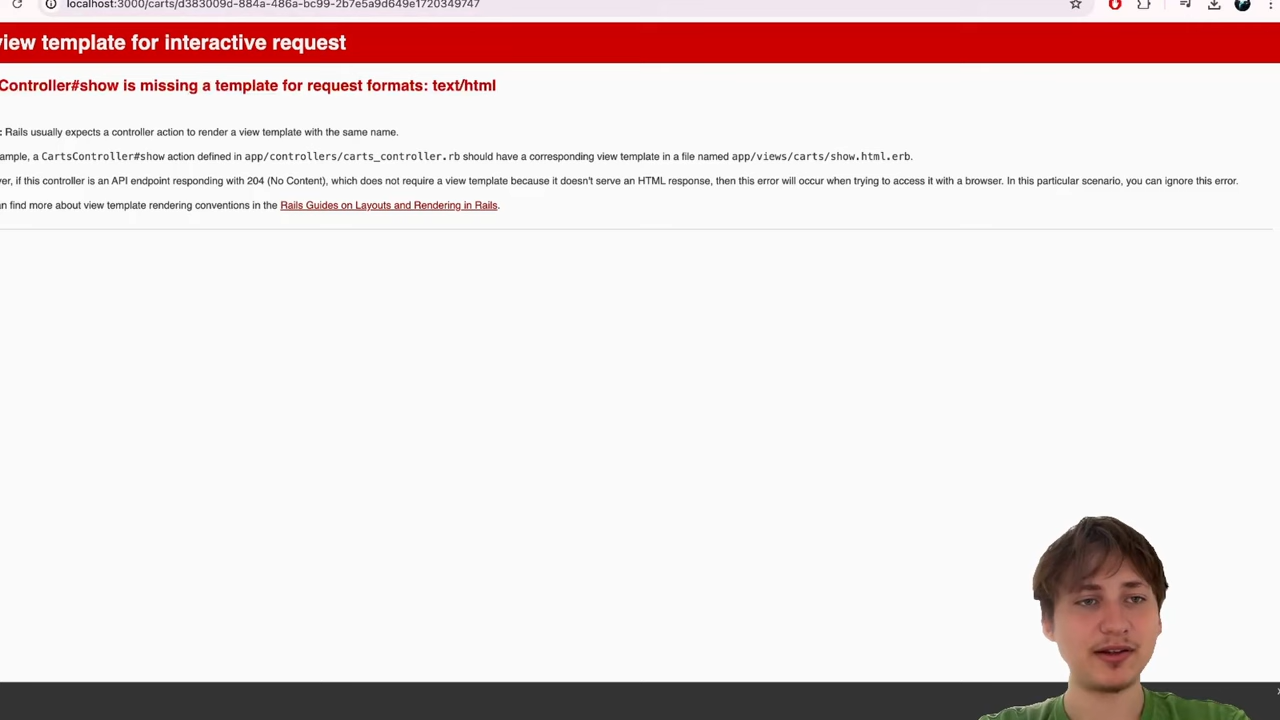 localhost:3000/carts/d383009d-884a-486a-bc99-2b7e5a9d649e1720349747
view template for interactive request
Controller#show is missing a template for request formats: text/html
: Rails usually expects a controller action to render a view template with the same name.
ample, a CartsController#show action defined in app/controllers/carts_controller.rb should have a corresponding view template in a file named app/views/carts/show.html.erb.
er, if this controller is an API endpoint responding with 204 (No Content), which does not require a view template because it doesn't serve an HTML response, then this error will occur when trying to access it with a browser. In this particular scenario, you can ignore this error.
an find more about view template rendering conventions in the Rails Guides on Layouts and Rendering in Rails.